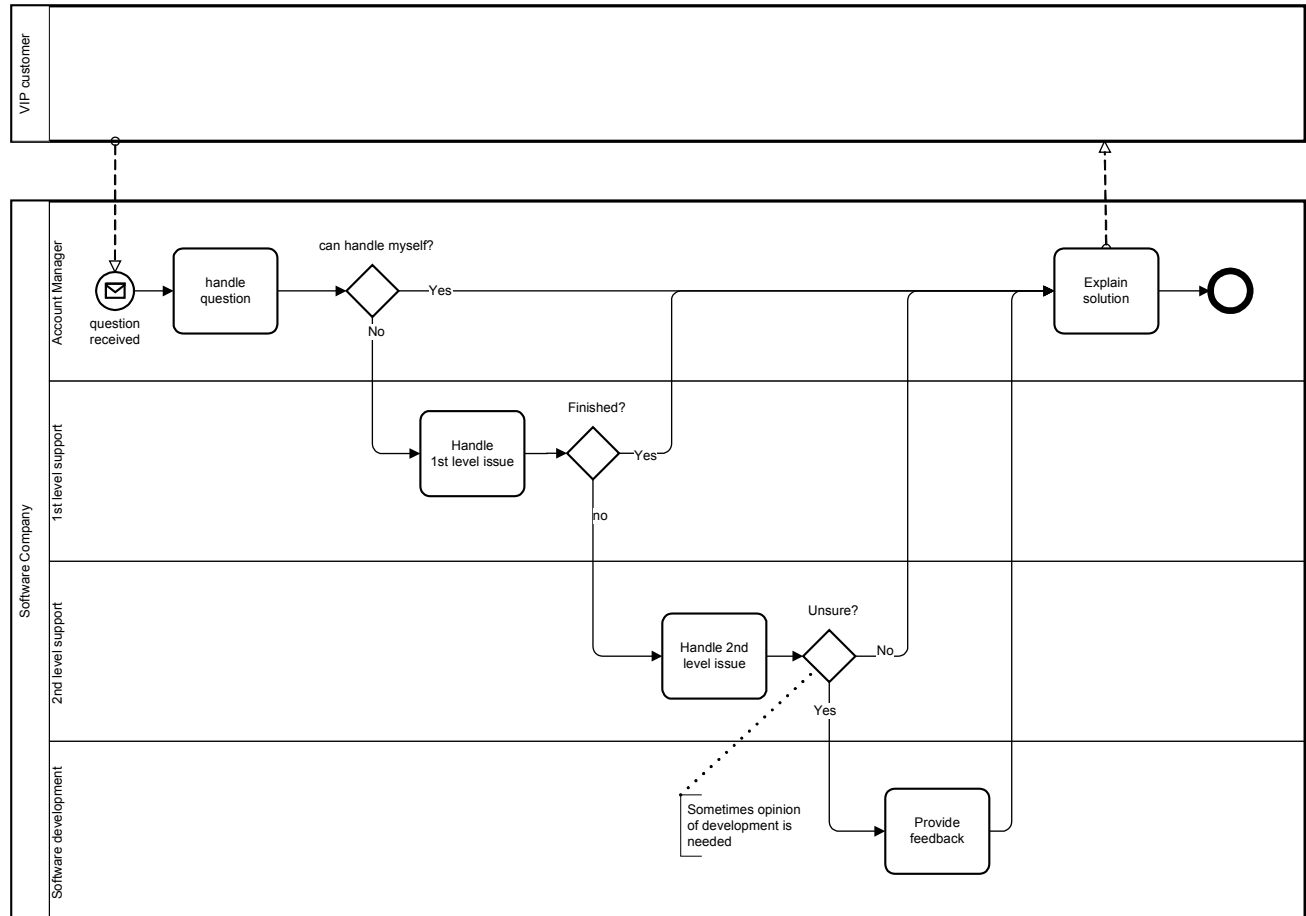 VIP customer
Software Company
Account Manager
question
received
handle
question
can handle myself?
Yes
No
Explain
solution
1st level support
Handle
1st level issue
Finished?
Yes
no
2nd level support
Handle 2nd
level issue
Unsure?
No
Yes
Software development
Sometimes opinion
of development is
needed
Provide
feedback